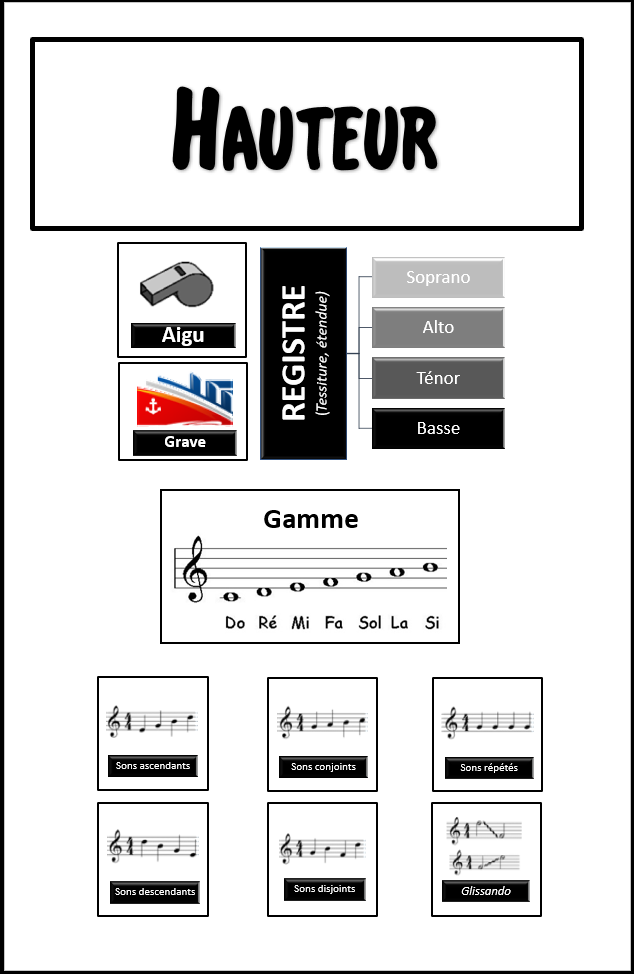 HAUTEUR
Aigu
Grave
REGISTRE
(Tessiture, étendue)
Soprano
Alto
Ténor
Basse
Gamme
Do Ré Mi Fa Sol La Si
Sons ascendants
Sons conjoints
Sons répétés
Sons descendants
Sons disjoints
Glissando